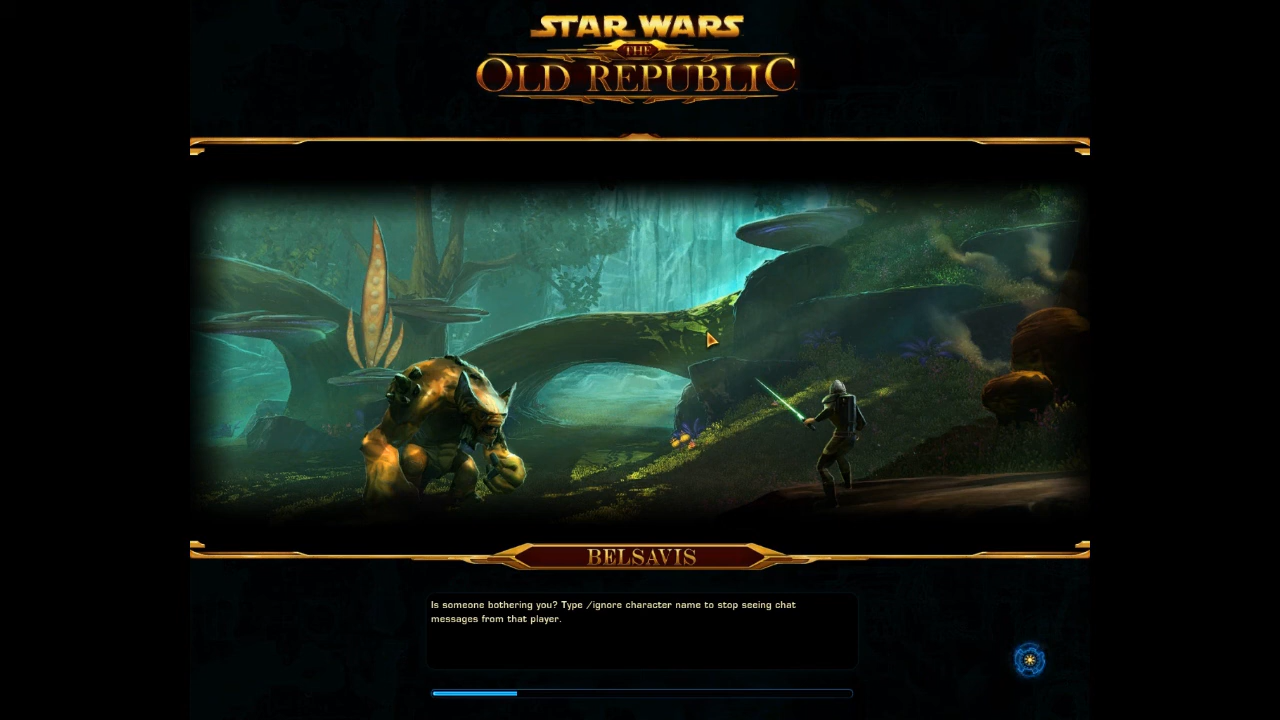 STAR WARS
THE
OLD REPUBLIC
BELSAVIS
Is someone bothering you? Type /ignore character name to stop seeing chat
messages from that player.